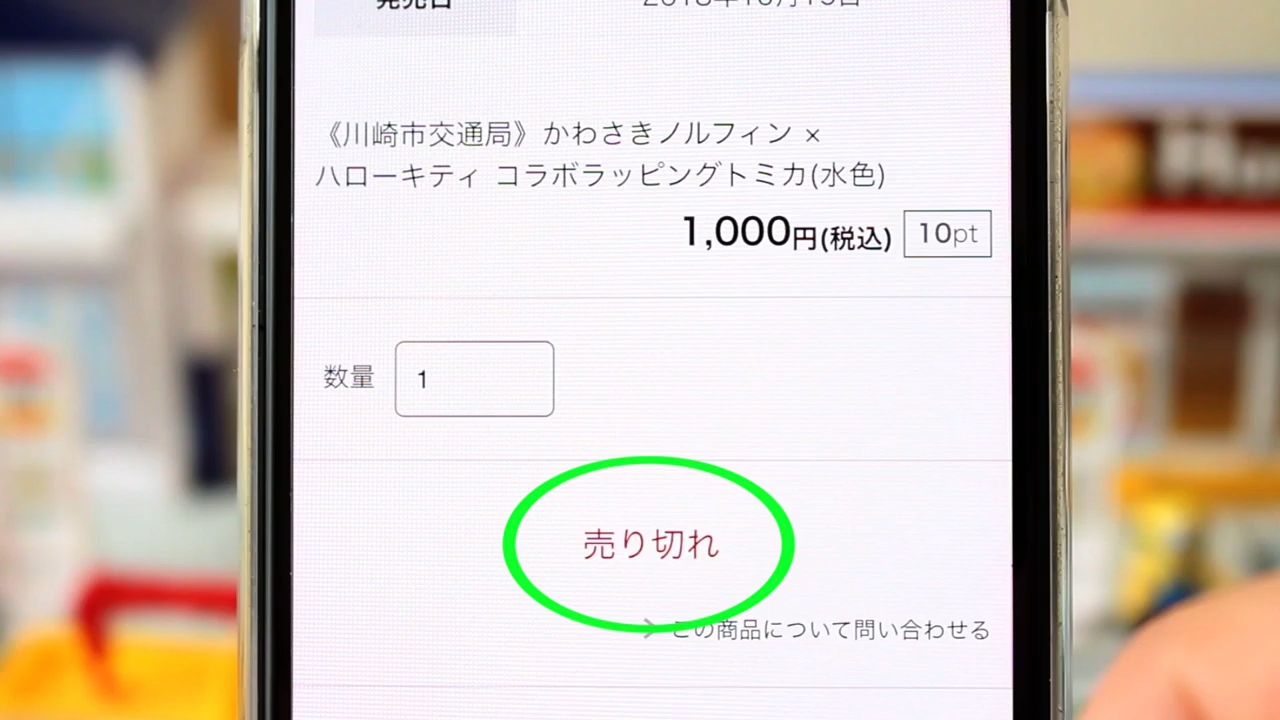 発売日
《川崎市交通局》かわさきノルフィン ×
ハローキティ コラボラッピングトミカ(水色)
1,000円(税込) 10pt
数量 1
売り切れ
この商品について問い合わせる